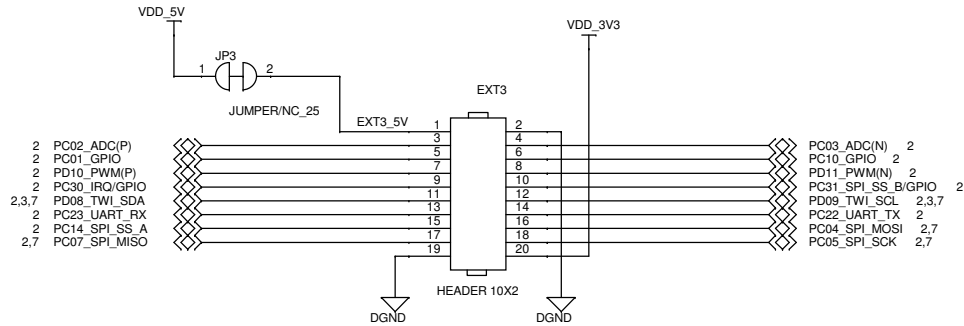 VDD_5V
VDD_3V3
JP3
1 2
JUMPER/NC_25
EXT3
EXT3_5V
1 2
3 4
2 PC02_ADC(P) PC03_ADC(N) 2
5 6
2 PC01_GPIO PC10_GPIO 2
7 8
2 PD10_PWM(P) PD11_PWM(N) 2
9 10
2 PC30_IRQ/GPIO PC31_SPI_SS_B/GPIO 2
11 12
2,3,7 PD08_TWI_SDA PD09_TWI_SCL 2,3,7
13 14
2 PC23_UART_RX PC22_UART_TX 2
15 16
2 PC14_SPI_SS_A PC04_SPI_MOSI 2,7
17 18
2,7 PC07_SPI_MISO PC05_SPI_SCK 2,7
19 20
HEADER 10X2
DGND DGND